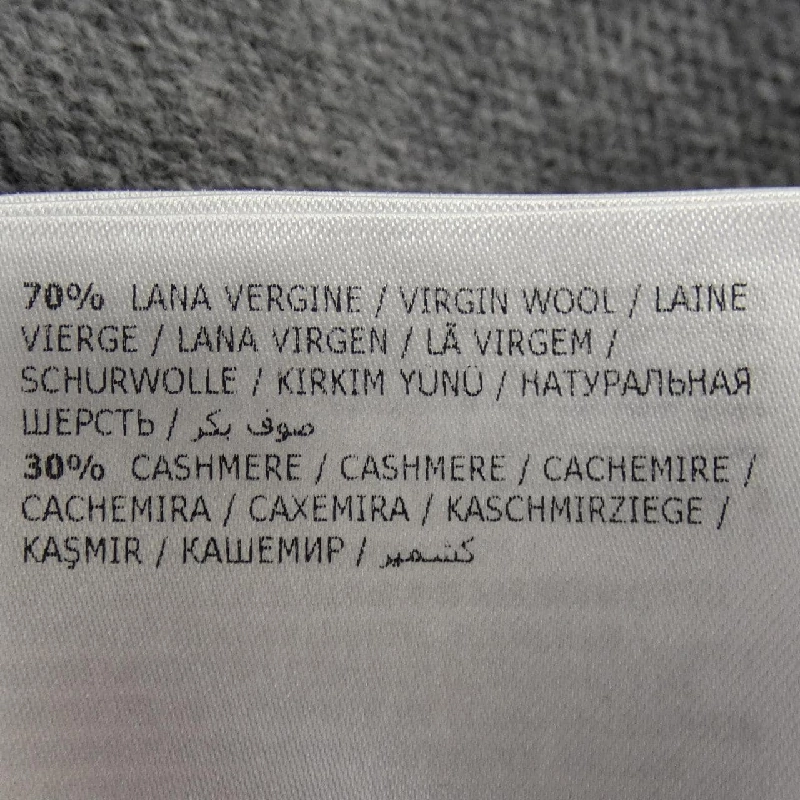 70% LANA VERGINE / VIRGIN WOOL / LAINE
VIERGE / LANA VIRGEN / LÃ VIRGEM /
SCHURWOLLE / KIRKIM YUNÜ / НАТУРАЛЬНАЯ
ШЕРСТЬ / صوف بكر
30% CASHMERE / CASHMERE / CACHEMIRE /
CACHEMIRA / CAXEMIRA / KASCHMIRZIEGE /
KAŞMIR / КАШЕМИР / كشمير